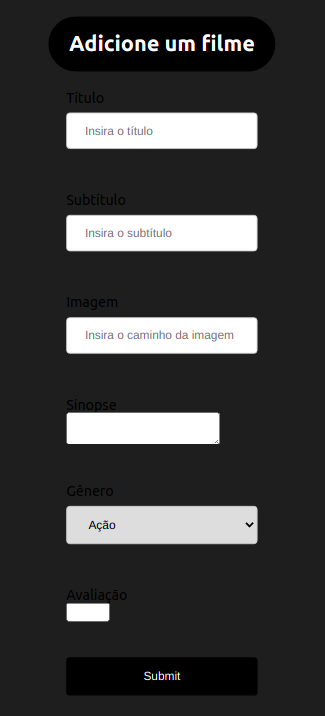 Adicione um filme
Título
Insira o título
Subtítulo
Insira o subtítulo
Imagem
Insira o caminho da imagem
Sinopse
Gênero
Ação
Avaliação
Submit